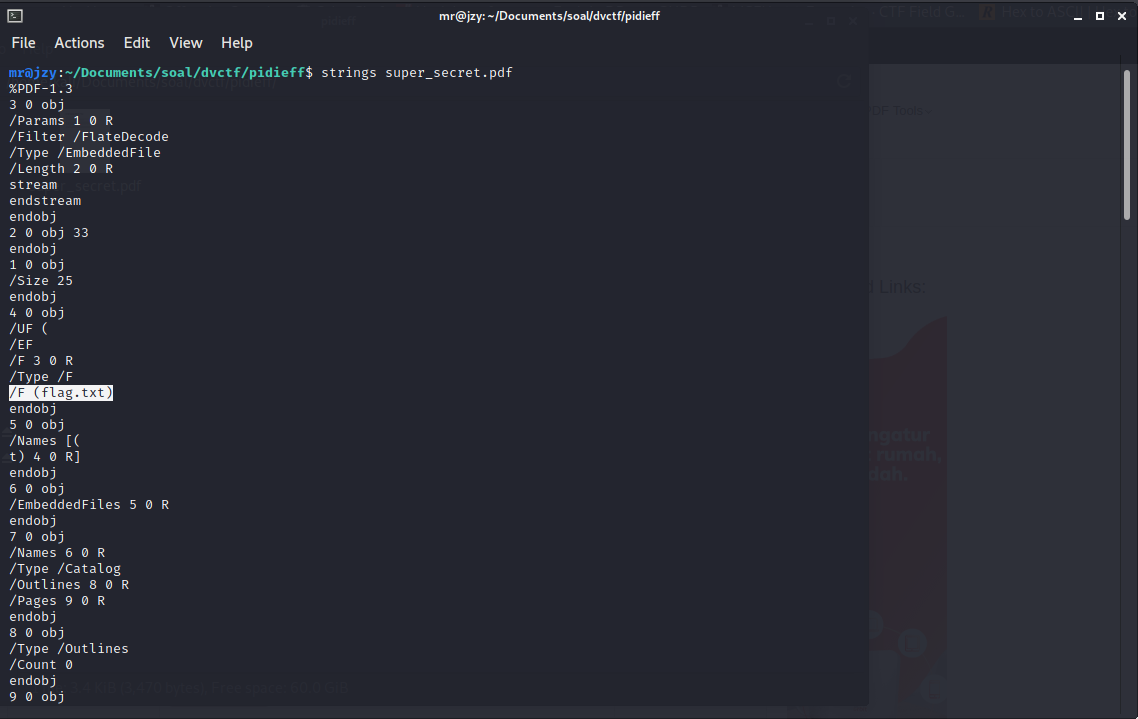 mr@jzy: ~/Documents/soal/dvctf/pidieff
File Actions Edit View Help
mr@jzy:~/Documents/soal/dvctf/pidieff$ strings super_secret.pdf
%PDF-1.3
3 0 obj
/Params 1 0 R
/Filter /FlateDecode
/Type /EmbeddedFile
/Length 2 0 R
stream
endstream
endobj
2 0 obj 33
endobj
1 0 obj
/Size 25
endobj
4 0 obj
/UF (
/EF
/F 3 0 R
/Type /F
/F (flag.txt)
endobj
5 0 obj
/Names [(
t) 4 0 R]
endobj
6 0 obj
/EmbeddedFiles 5 0 R
endobj
7 0 obj
/Names 6 0 R
/Type /Catalog
/Outlines 8 0 R
/Pages 9 0 R
endobj
8 0 obj
/Type /Outlines
/Count 0
endobj
9 0 obj